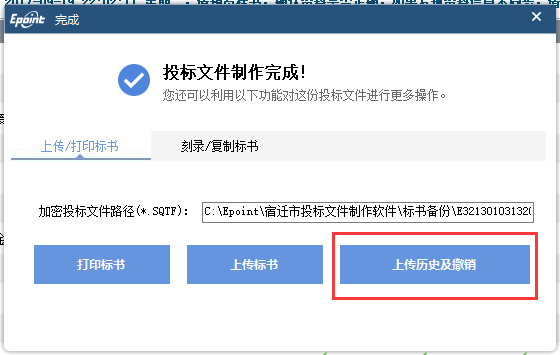 Epoint 完成
投标文件制作完成!
您还可以利用以下功能对这份投标文件进行更多操作。
上传/打印标书 刻录/复制标书
加密投标文件路径(*.SQTF): C:\Epoint\宿迁市投标文件制作软件\标书备份\E32130103132
打印标书 上传标书 上传历史及撤销